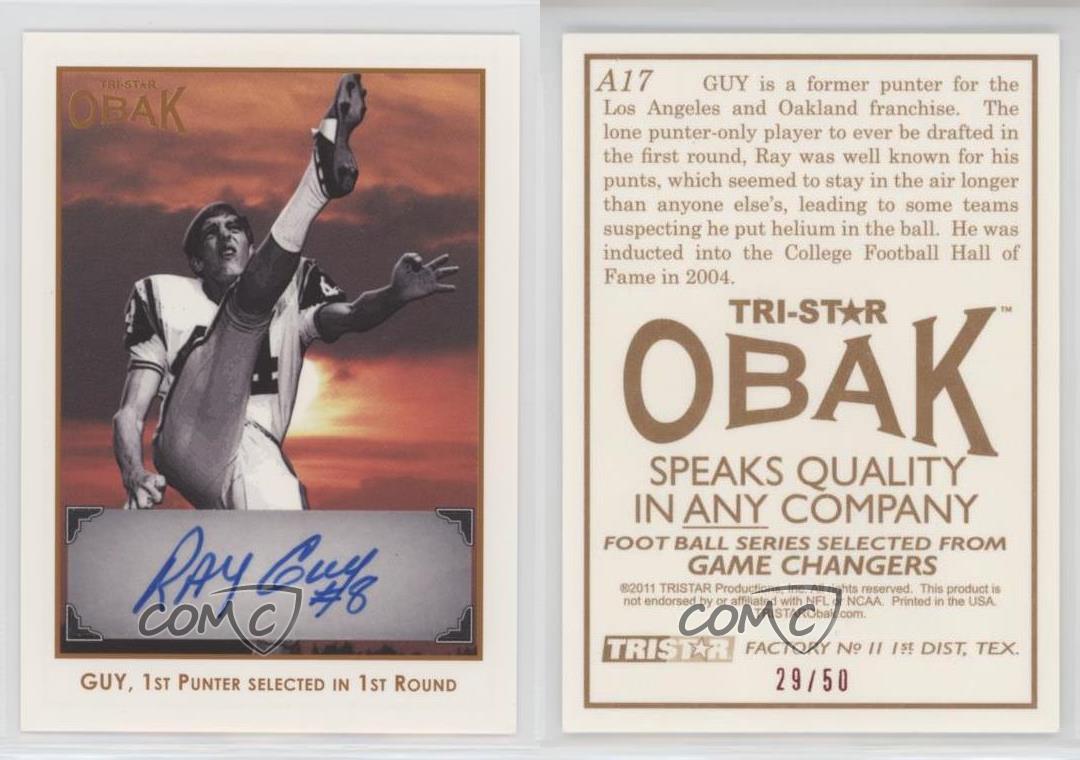 TRI-STAR
OBAK
RAY GUY
#8
COMC
GUY, 1ST PUNTER SELECTED IN 1ST ROUND
A17 GUY is a former punter for the
Los Angeles and Oakland franchise. The
lone punter-only player to ever be drafted in
the first round, Ray was well known for his
punts, which seemed to stay in the air longer
than anyone else's, leading to some teams
suspecting he put helium in the ball. He was
inducted into the College Football Hall of
Fame in 2004.
TRI-ST★R
OBAK™
SPEAKS QUALITY
IN ANY COMPANY
FOOT BALL SERIES SELECTED FROM
GAME CHANGERS
©2011 TRISTAR Productions, Inc. All rights reserved. This product is
not endorsed by or affiliated with NFL or NCAA. Printed in the USA.
TRISTARObak.com
COMC
TRIST★R FACTORY No 11 1st DIST, TEX.
29/50